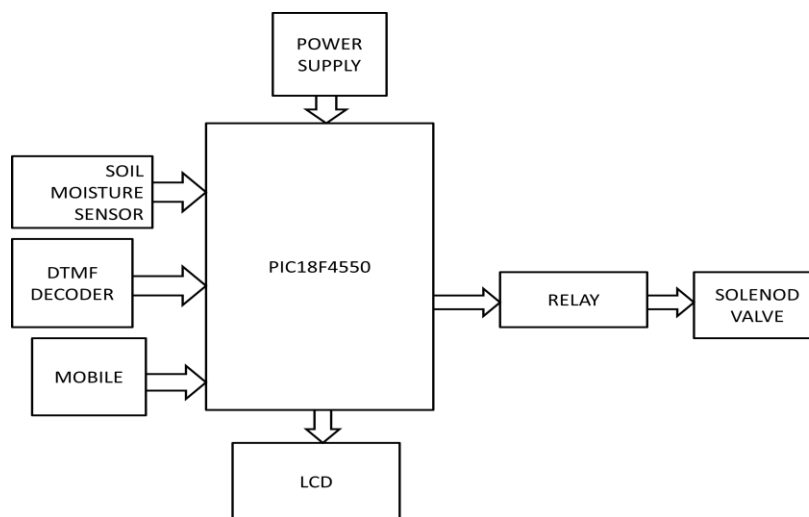 POWER
SUPPLY
SOIL
MOISTURE
SENSOR
DTMF
DECODER
MOBILE
PIC18F4550
RELAY
SOLENOD
VALVE
LCD